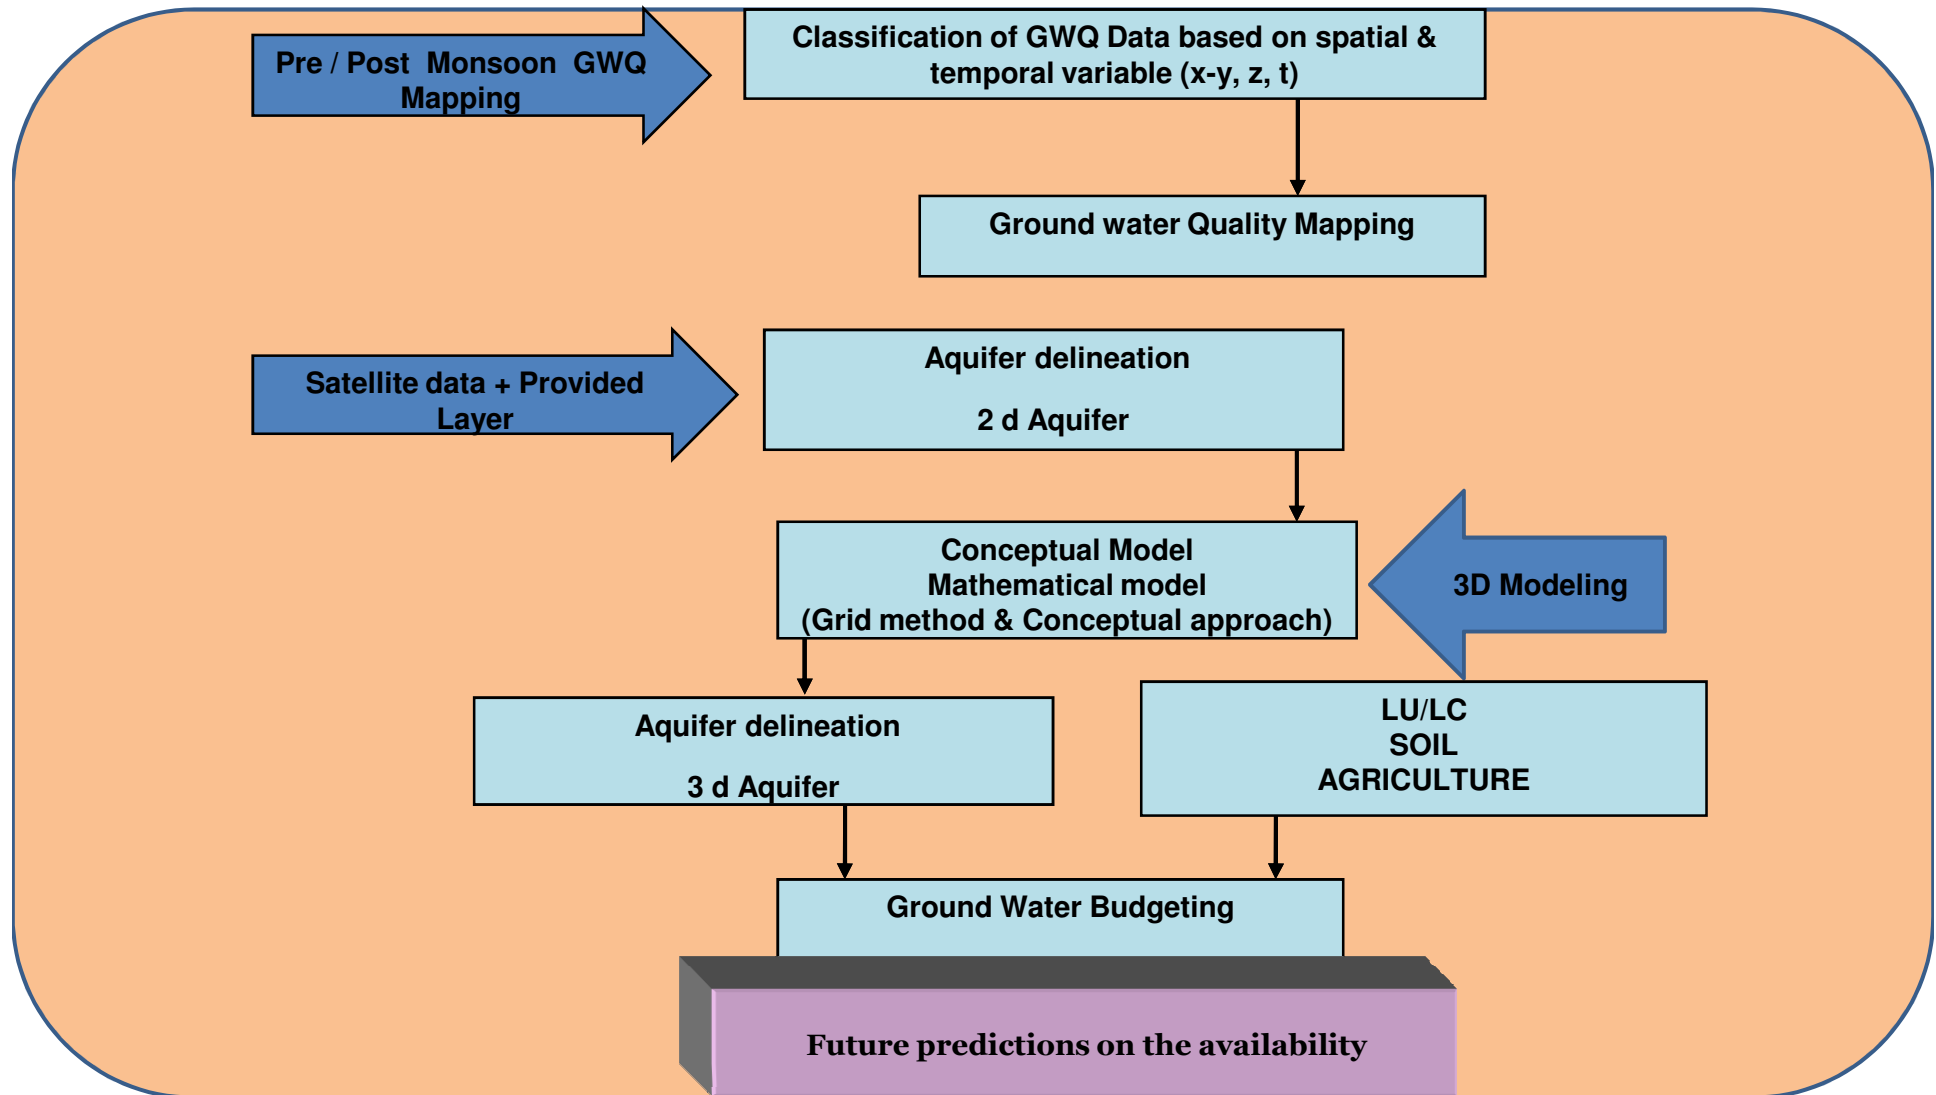 Pre / Post Monsoon GWQ
Mapping
Classification of GWQ Data based on spatial &
temporal variable (x-y, z, t)
Ground water Quality Mapping
Satellite data + Provided
Layer
Aquifer delineation
2 d Aquifer
Conceptual Model
Mathematical model
(Grid method & Conceptual approach)
3D Modeling
Aquifer delineation
3 d Aquifer
LU/LC
SOIL
AGRICULTURE
Ground Water Budgeting
Future predictions on the availability